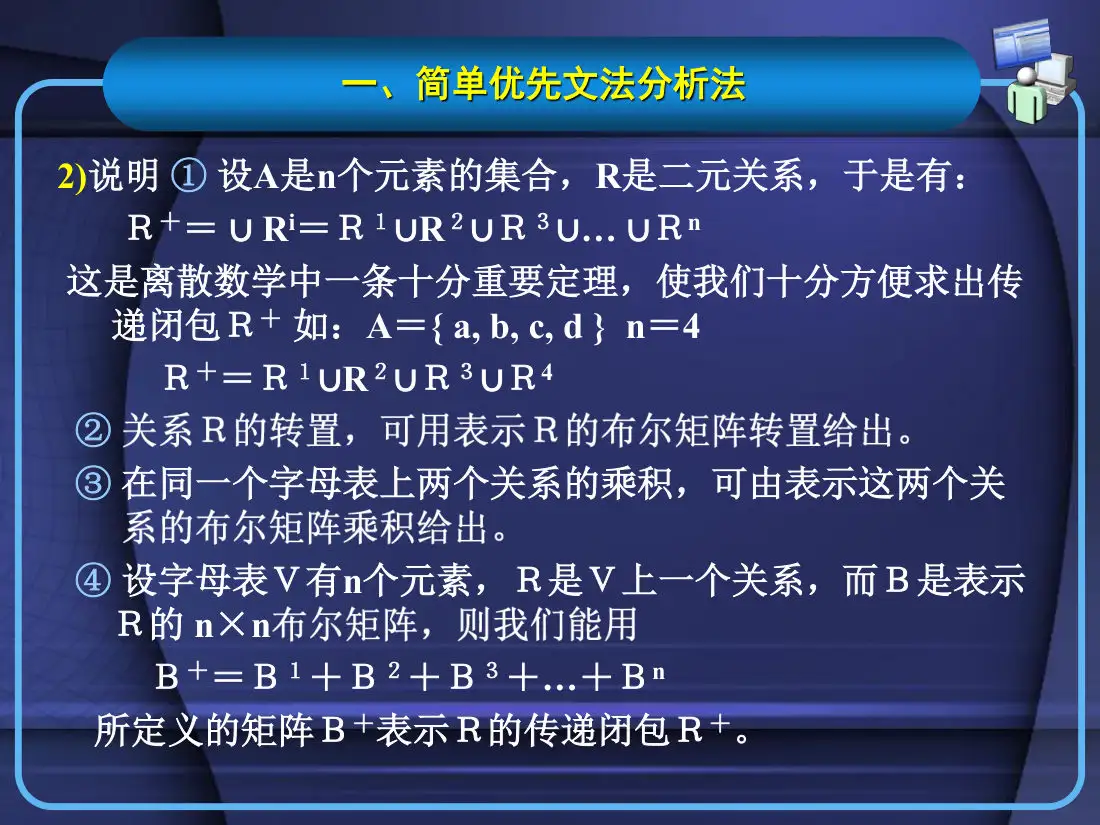 一、简单优先文法分析法
2)说明 ① 设A是n个元素的集合，R是二元关系，于是有：
Ｒ⁺＝∪Rⁱ＝Ｒ¹∪R²∪Ｒ³∪…∪Ｒⁿ
这是离散数学中一条十分重要定理，使我们十分方便求出传
递闭包Ｒ⁺ 如：A＝{ a, b, c, d } n＝4
Ｒ⁺＝Ｒ¹∪R²∪Ｒ³∪Ｒ⁴
② 关系Ｒ的转置，可用表示Ｒ的布尔矩阵转置给出。
③ 在同一个字母表上两个关系的乘积，可由表示这两个关
系的布尔矩阵乘积给出。
④ 设字母表Ｖ有n个元素，Ｒ是Ｖ上一个关系，而Ｂ是表示
Ｒ的 n×n布尔矩阵，则我们能用
Ｂ⁺＝Ｂ¹＋Ｂ²＋Ｂ³＋…＋Ｂⁿ
所定义的矩阵Ｂ⁺表示Ｒ的传递闭包Ｒ⁺。